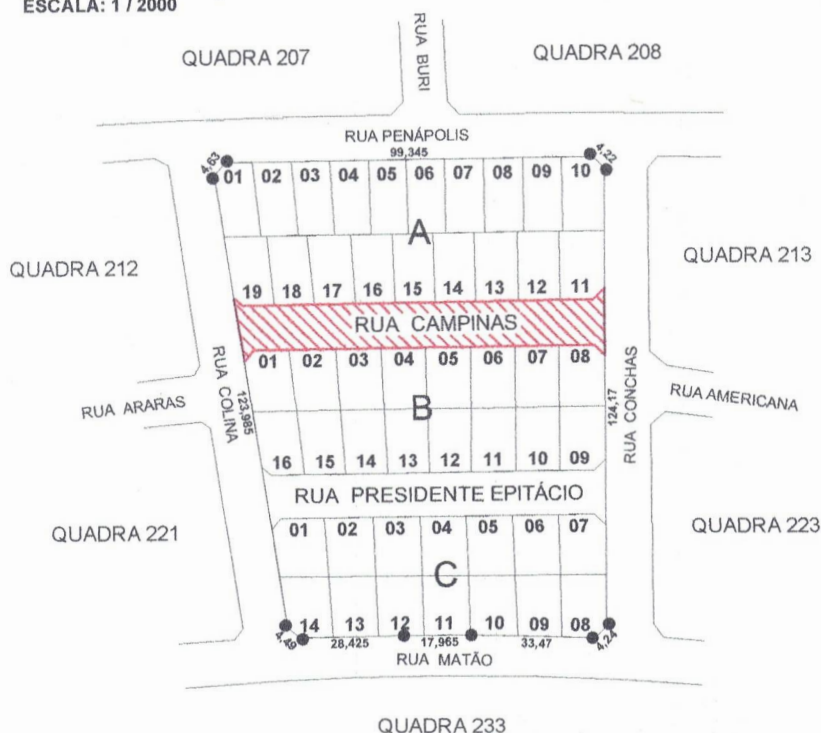 ESCALA: 1 / 2000
QUADRA 207
RUA BURI
QUADRA 208
RUA PENÁPOLIS
99,345
4,63
4,22
01 02 03 04 05 06 07 08 09 10
A
QUADRA 212
QUADRA 213
19 18 17 16 15 14 13 12 11
RUA CAMPINAS
01 02 03 04 05 06 07 08
RUA COLINA
123,985
124,17
RUA CONCHAS
RUA ARARAS
RUA AMERICANA
B
16 15 14 13 12 11 10 09
RUA PRESIDENTE EPITÁCIO
QUADRA 221
QUADRA 223
01 02 03 04 05 06 07
C
14 13 12 11 10 09 08
4,49
28,425
17,965
33,47
4,24
RUA MATÃO
QUADRA 233